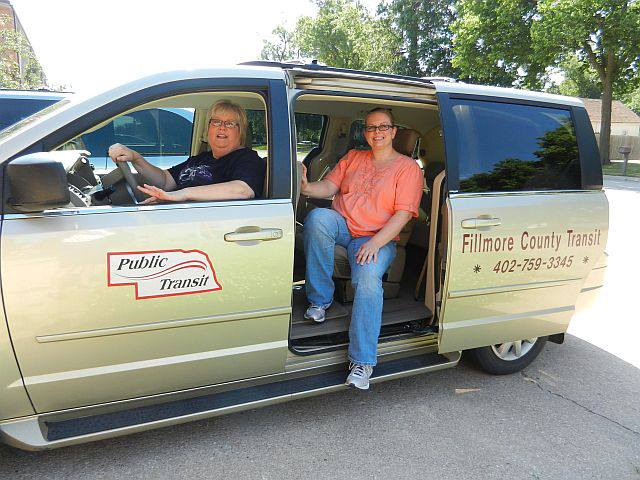 Public
Transit
Fillmore County Transit
* 402-759-3345 *